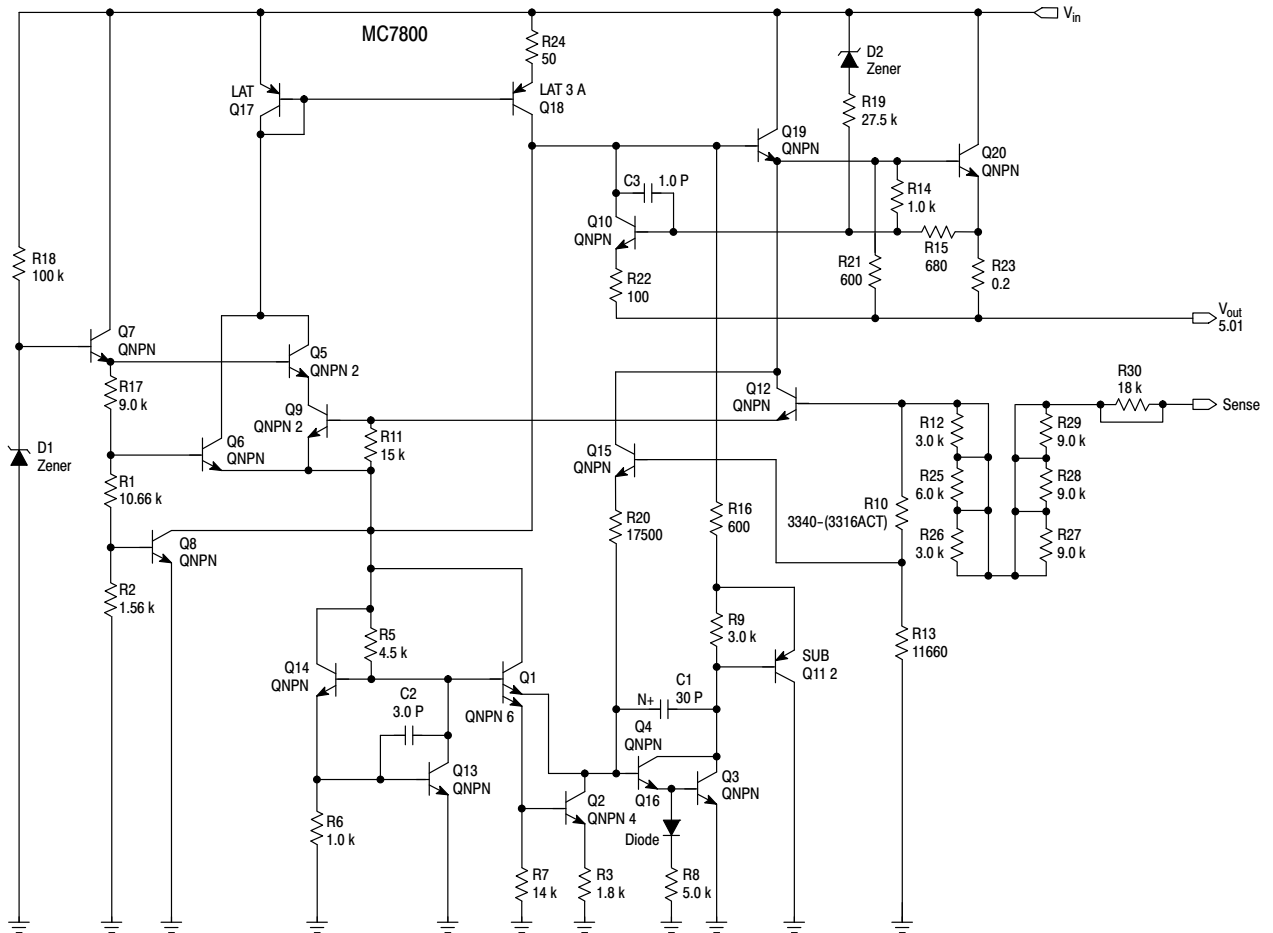 MC7800
Vin
R24
50
D2
Zener
LAT
Q17
LAT 3 A
Q18
R19
27.5 k
Q19
QNPN
Q20
QNPN
C3
1.0 P
R14
1.0 k
Q10
QNPN
R15
680
R18
100 k
R22
100
R21
600
R23
0.2
Vout
5.01
Q7
QNPN
Q5
QNPN 2
R17
9.0 k
R30
18 k
Q12
QNPN
Q9
QNPN 2
Sense
R12
3.0 k
R29
9.0 k
D1
Zener
Q6
QNPN
R11
15 k
Q15
QNPN
R1
10.66 k
R25
6.0 k
R28
9.0 k
R10
3340-(3316ACT)
R20
17500
R16
600
R26
3.0 k
R27
9.0 k
Q8
QNPN
R2
1.56 k
R9
3.0 k
R5
4.5 k
R13
11660
Q14
QNPN
SUB
Q11 2
Q1
QNPN 6
C2
3.0 P
C1
30 P
N+
Q4
QNPN
Q13
QNPN
Q3
QNPN
Q16
Q2
QNPN 4
R6
1.0 k
Diode
R7
14 k
R3
1.8 k
R8
5.0 k